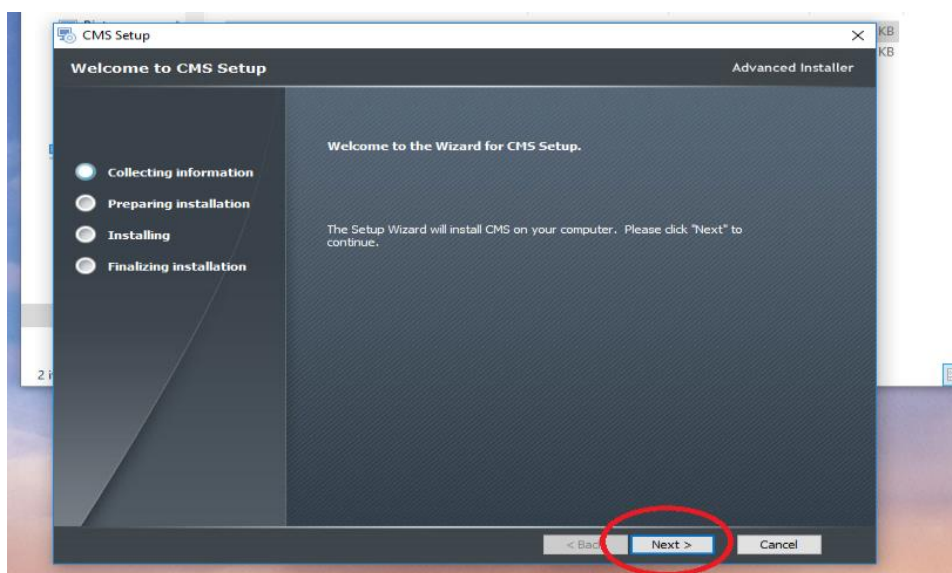 CMS Setup
KB
KB
Welcome to CMS Setup
Advanced Installer
Welcome to the Wizard for CMS Setup.
Collecting information
Preparing installation
Installing
Finalizing installation
The Setup Wizard will install CMS on your computer.  Please click "Next" to
continue.
2
< Back
Next >
Cancel